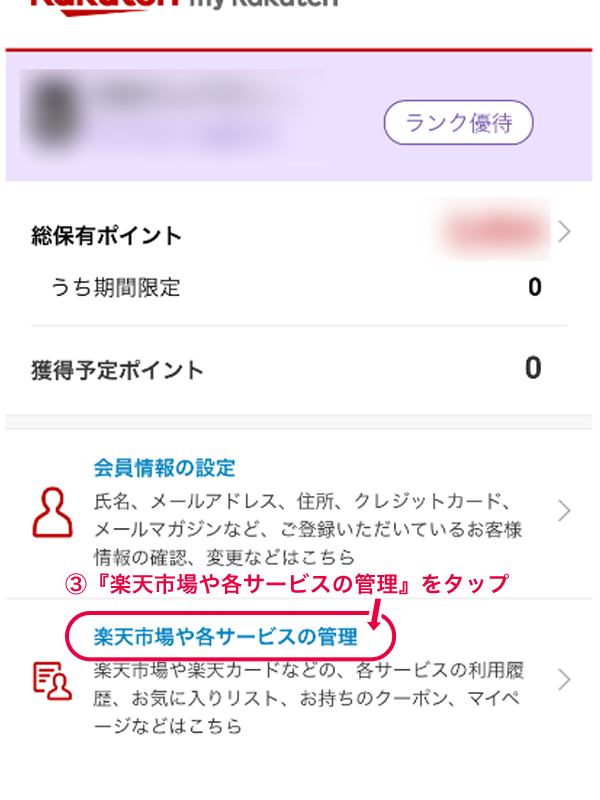 Rakuten my Rakuten
ランク優待
総保有ポイント
うち期間限定 0
獲得予定ポイント 0
会員情報の設定
氏名、メールアドレス、住所、クレジットカード、
メールマガジンなど、ご登録いただいているお客様
情報の確認、変更などはこちら
③『楽天市場や各サービスの管理』をタップ
楽天市場や各サービスの管理
楽天市場や楽天カードなどの、各サービスの利用履
歴、お気に入りリスト、お持ちのクーポン、マイペ
ージなどはこちら